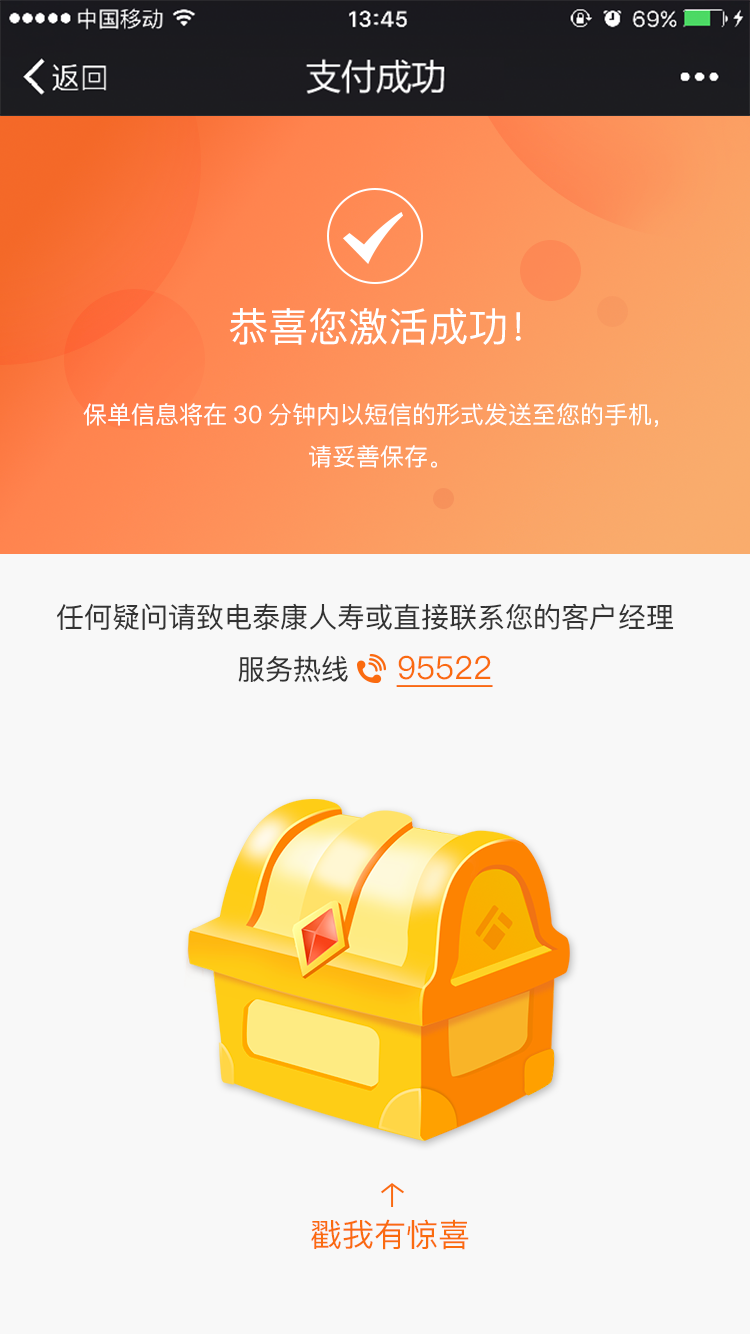 中国移动 13:45 69%
返回 支付成功
恭喜您激活成功！
保单信息将在 30 分钟内以短信的形式发送至您的手机，
请妥善保存。
任何疑问请致电泰康人寿或直接联系您的客户经理
服务热线 95522
戳我有惊喜